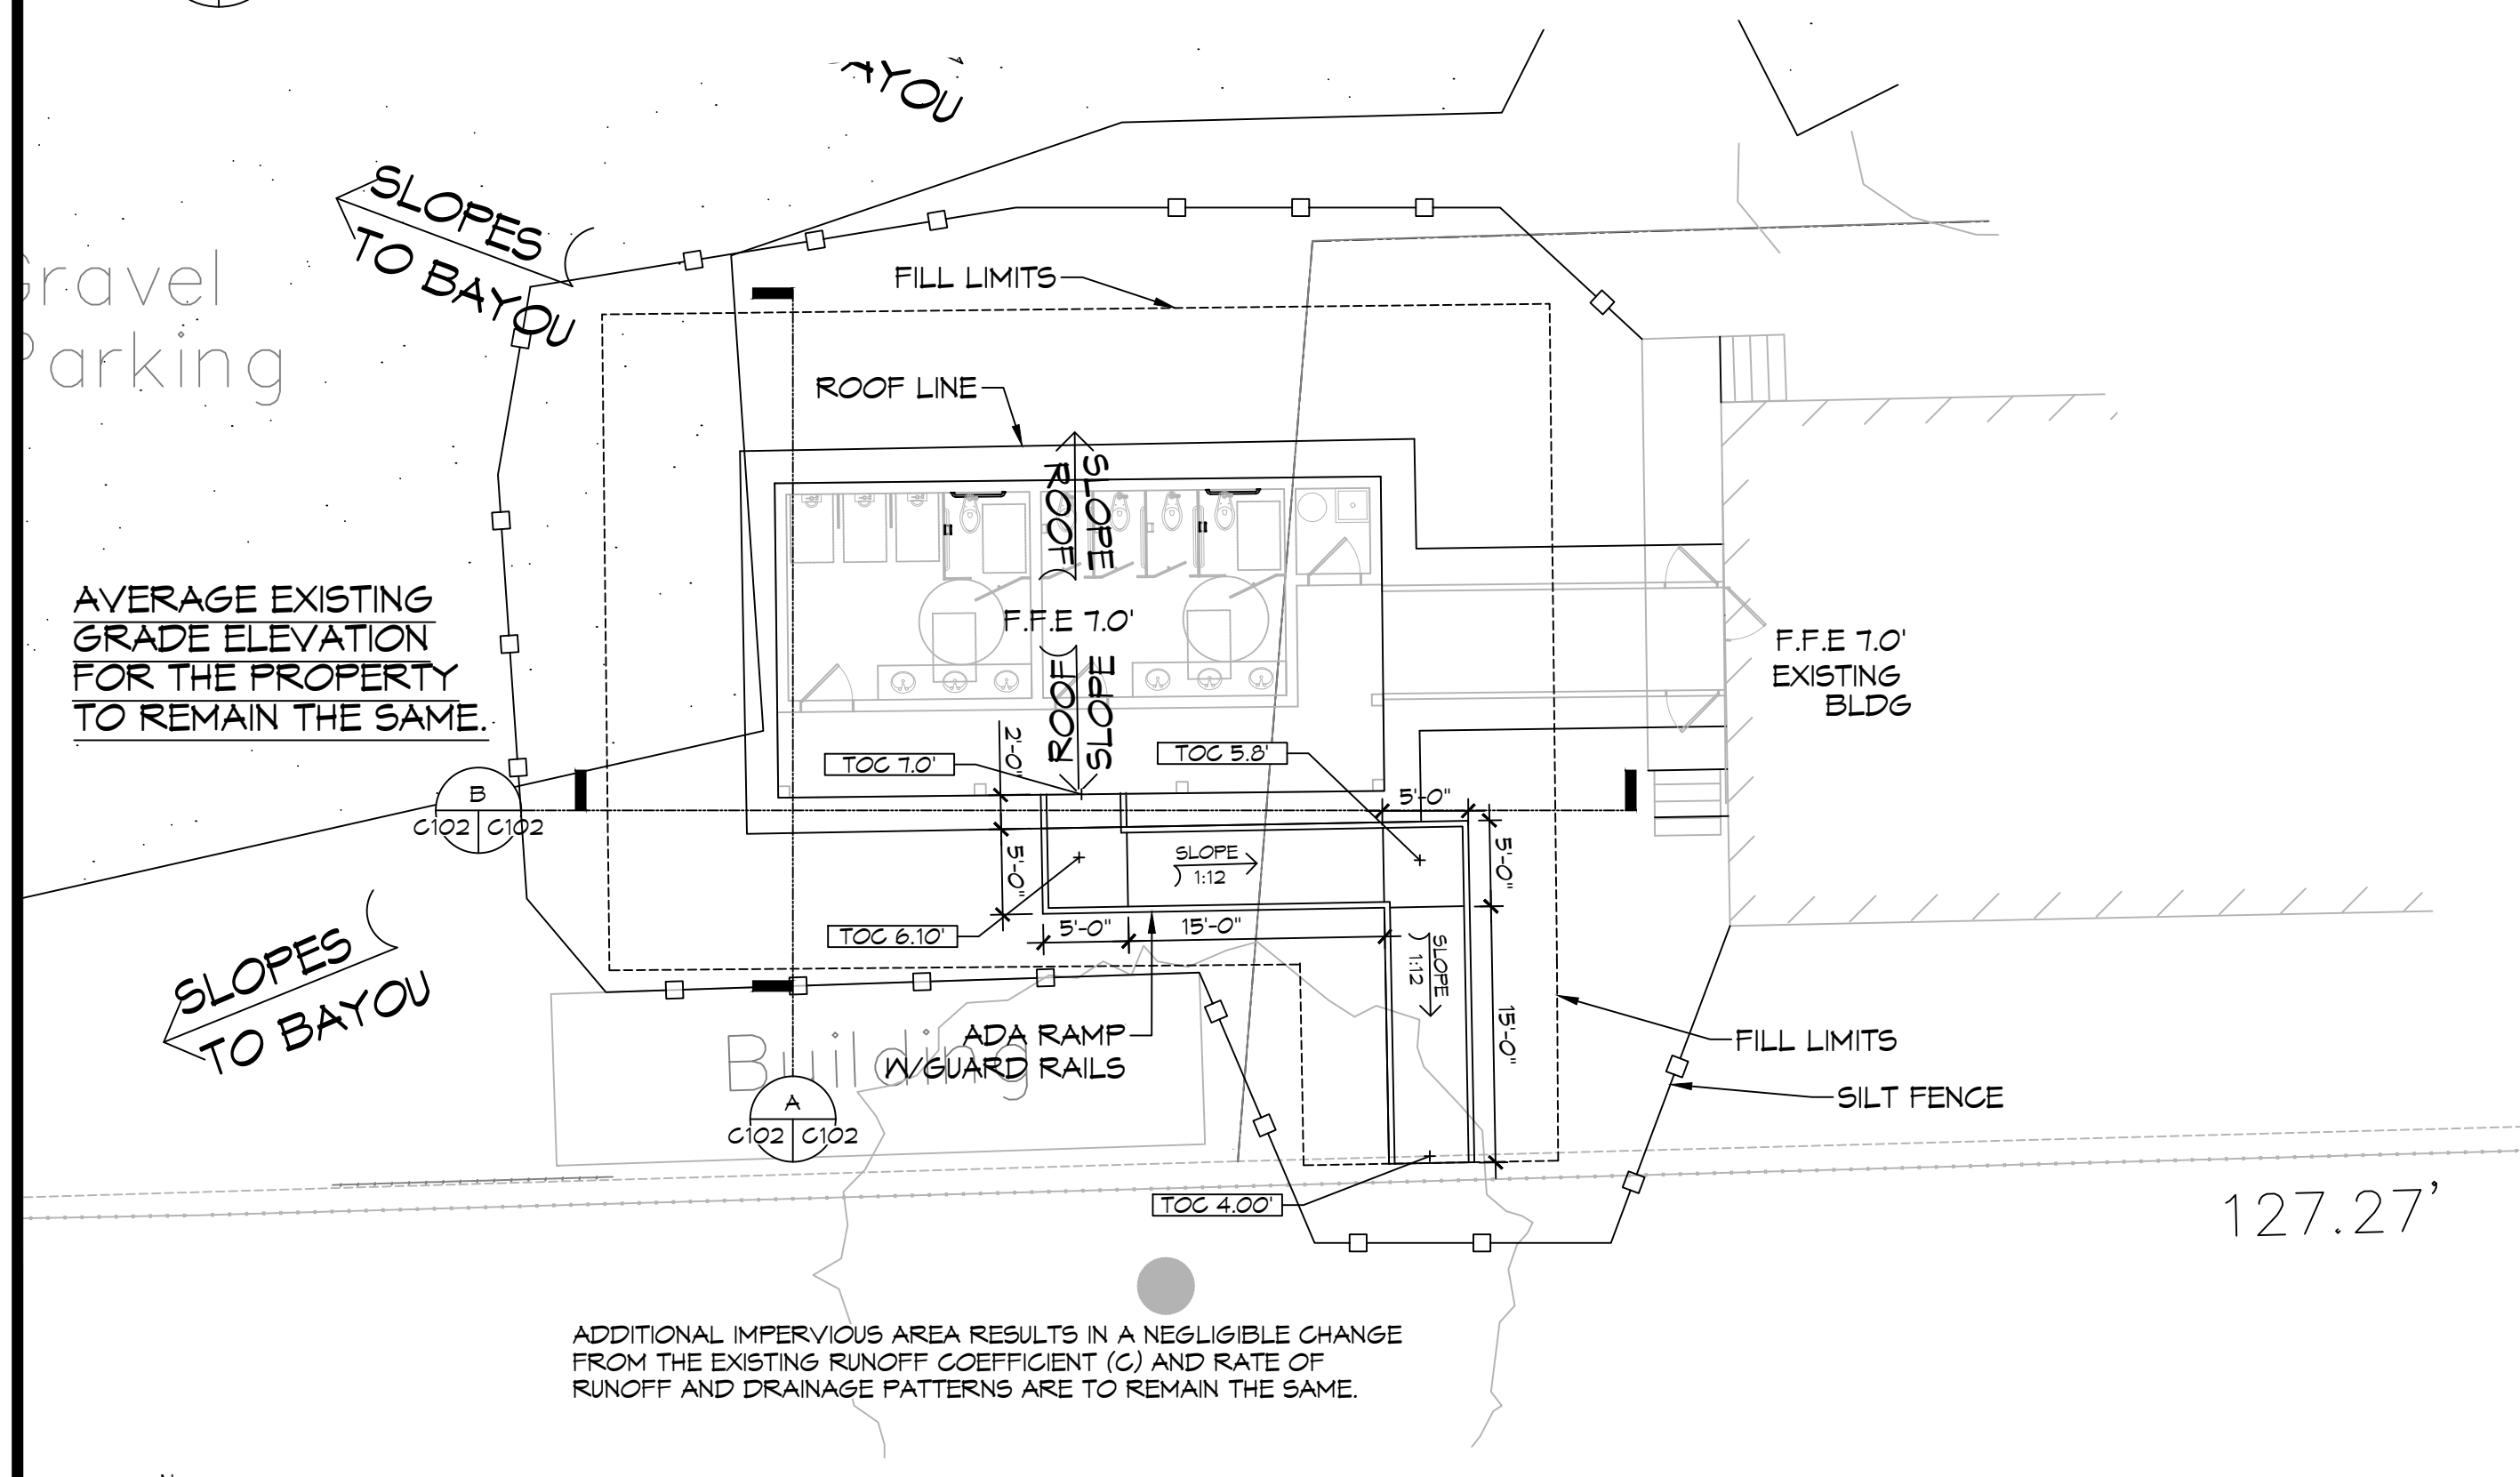 AYOU
SLOPES
TO BAYOU
Gravel
Parking
FILL LIMITS
ROOF LINE
ROOF
SLOPE
F.F.E 7.0'
ROOF
SLOPE
AVERAGE EXISTING
GRADE ELEVATION
FOR THE PROPERTY
TO REMAIN THE SAME.
F.F.E 7.0'
EXISTING
BLDG
2'-0"
TOC 7.0'
TOC 5.8'
5'-0"
B
C102 C102
5'-0"
SLOPE
1:12
5'-0"
TOC 6.10'
5'-0"
15'-0"
SLOPE
1:12
15'-0"
SLOPES
TO BAYOU
Building
ADA RAMP
W/GUARD RAILS
FILL LIMITS
SILT FENCE
A
C102 C102
TOC 4.00'
127.27'
ADDITIONAL IMPERVIOUS AREA RESULTS IN A NEGLIGIBLE CHANGE
FROM THE EXISTING RUNOFF COEFFICIENT (C) AND RATE OF
RUNOFF AND DRAINAGE PATTERNS ARE TO REMAIN THE SAME.